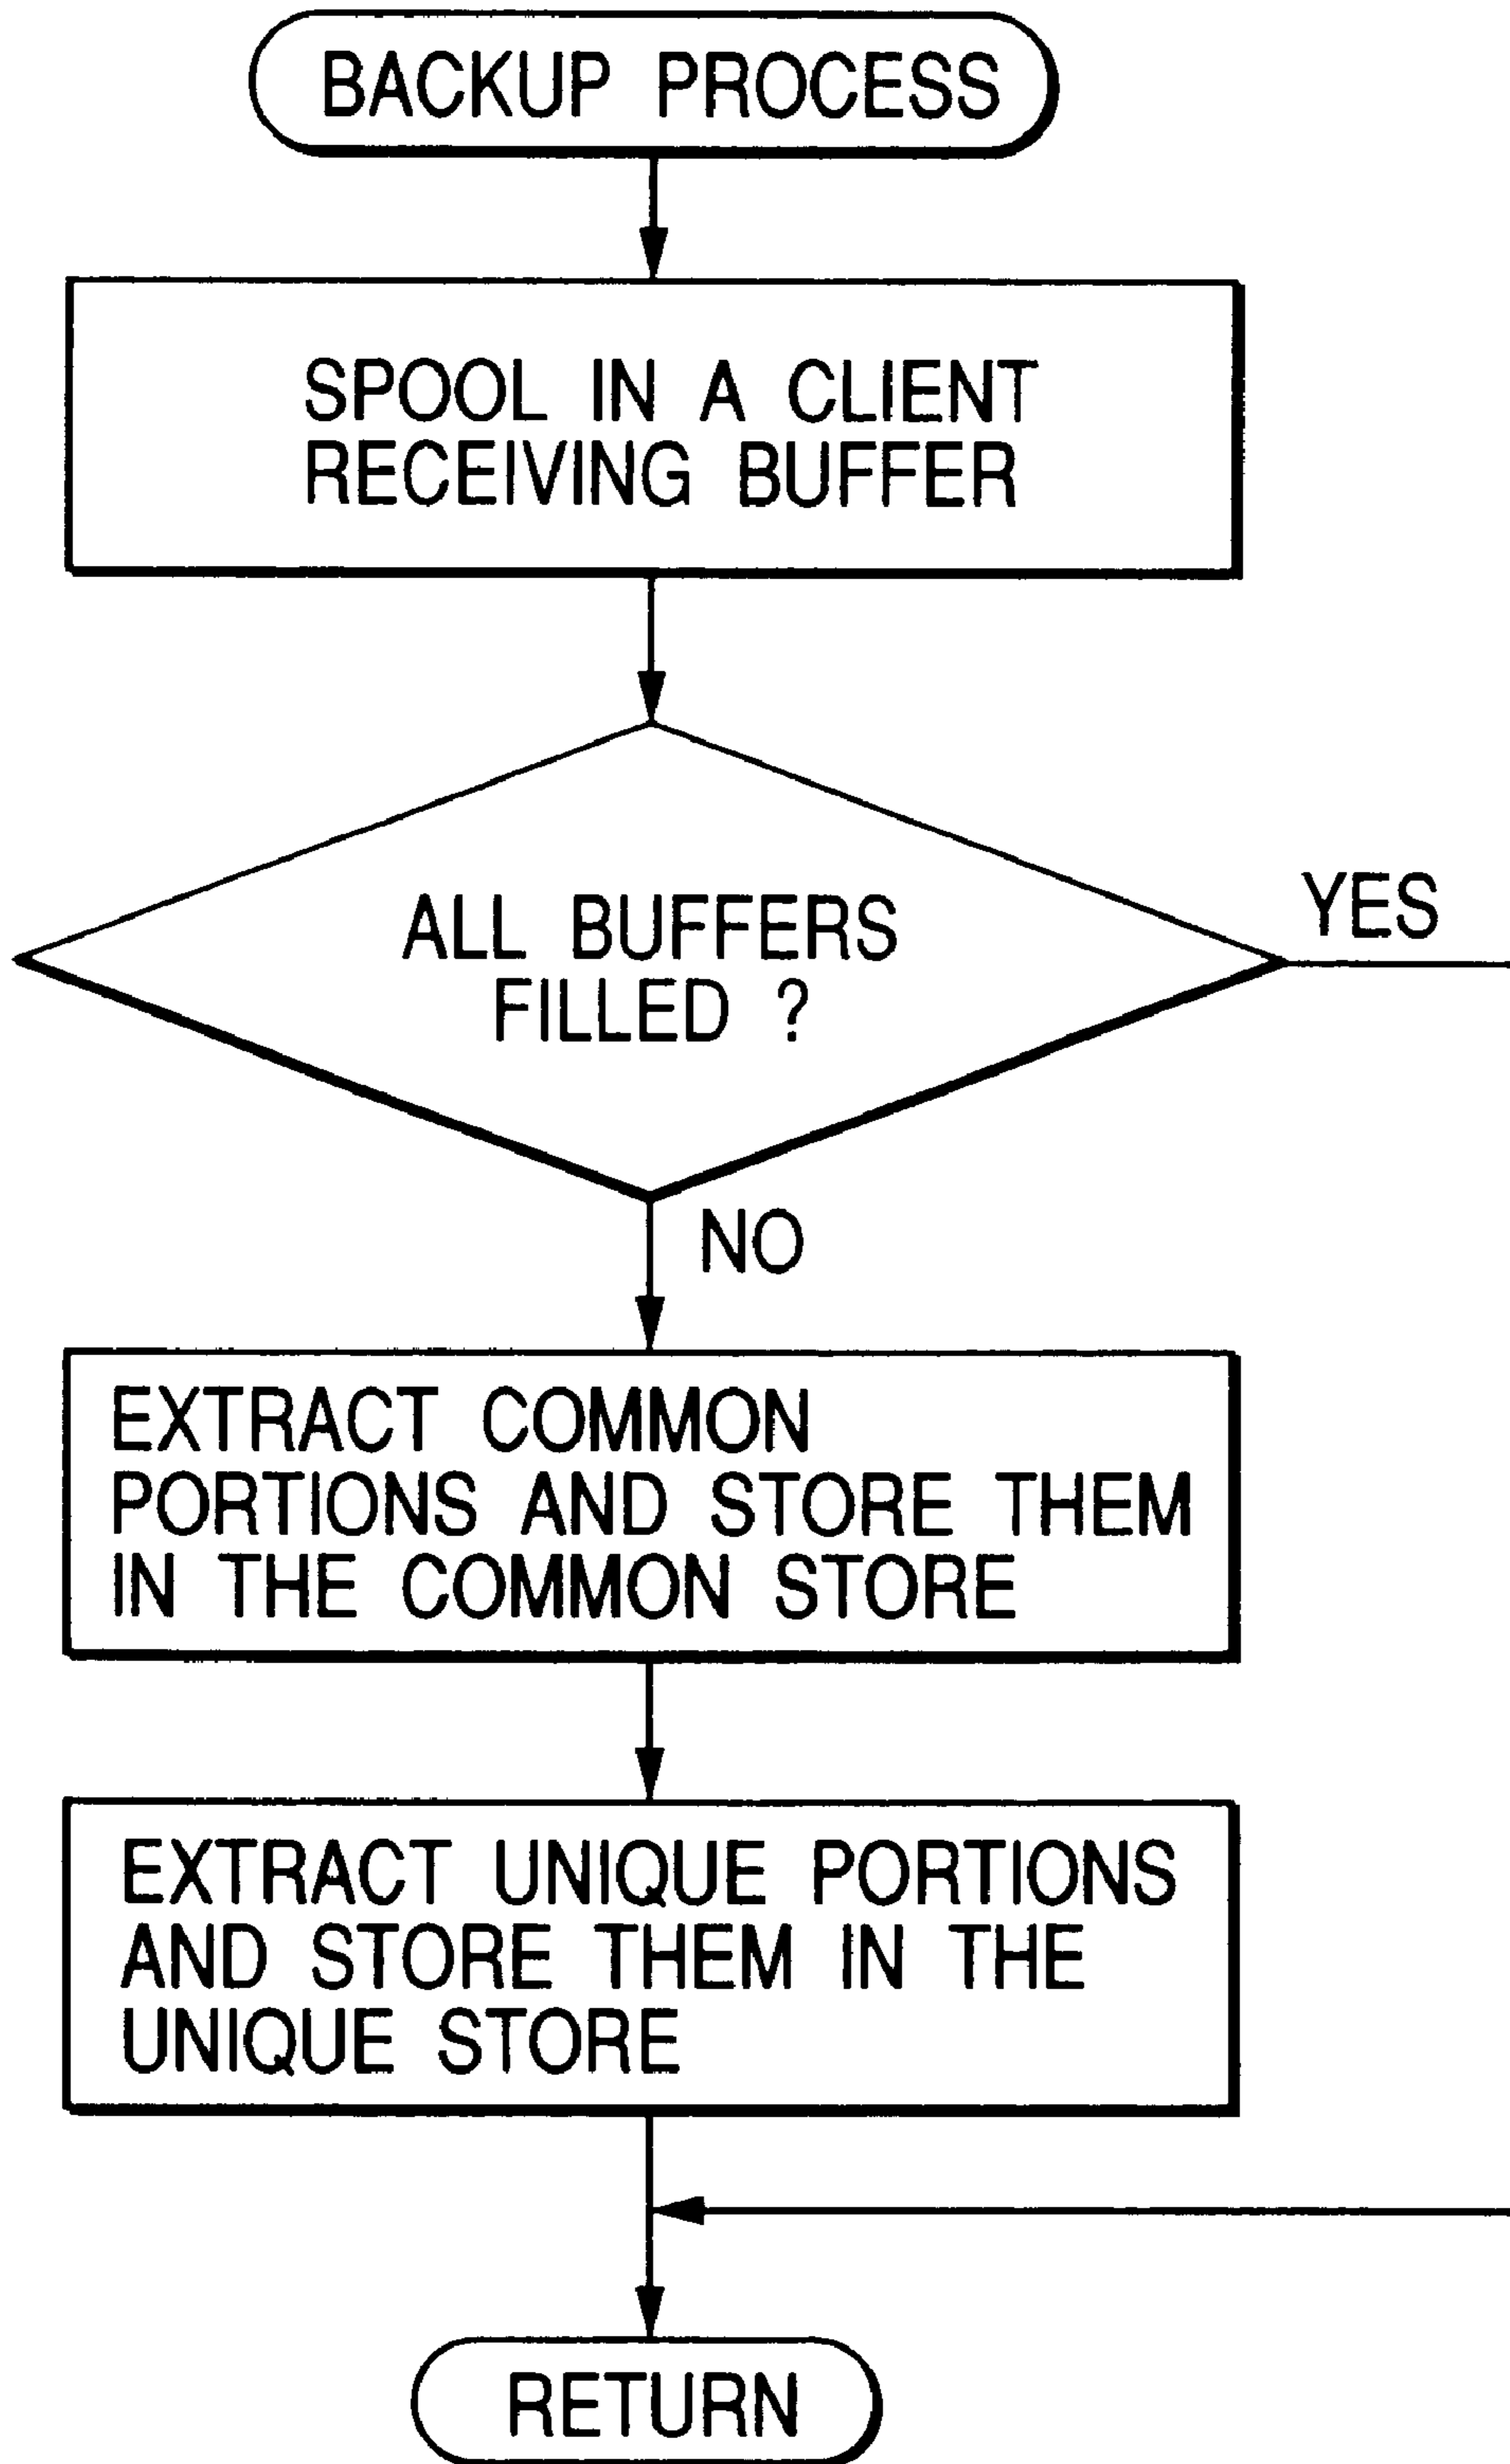 BACKUP PROCESS
SPOOL IN A CLIENT
RECEIVING BUFFER
ALL BUFFERS
FILLED ?
YES
NO
EXTRACT COMMON
PORTIONS AND STORE THEM
IN THE COMMON STORE
EXTRACT UNIQUE PORTIONS
AND STORE THEM IN THE
UNIQUE STORE
RETURN